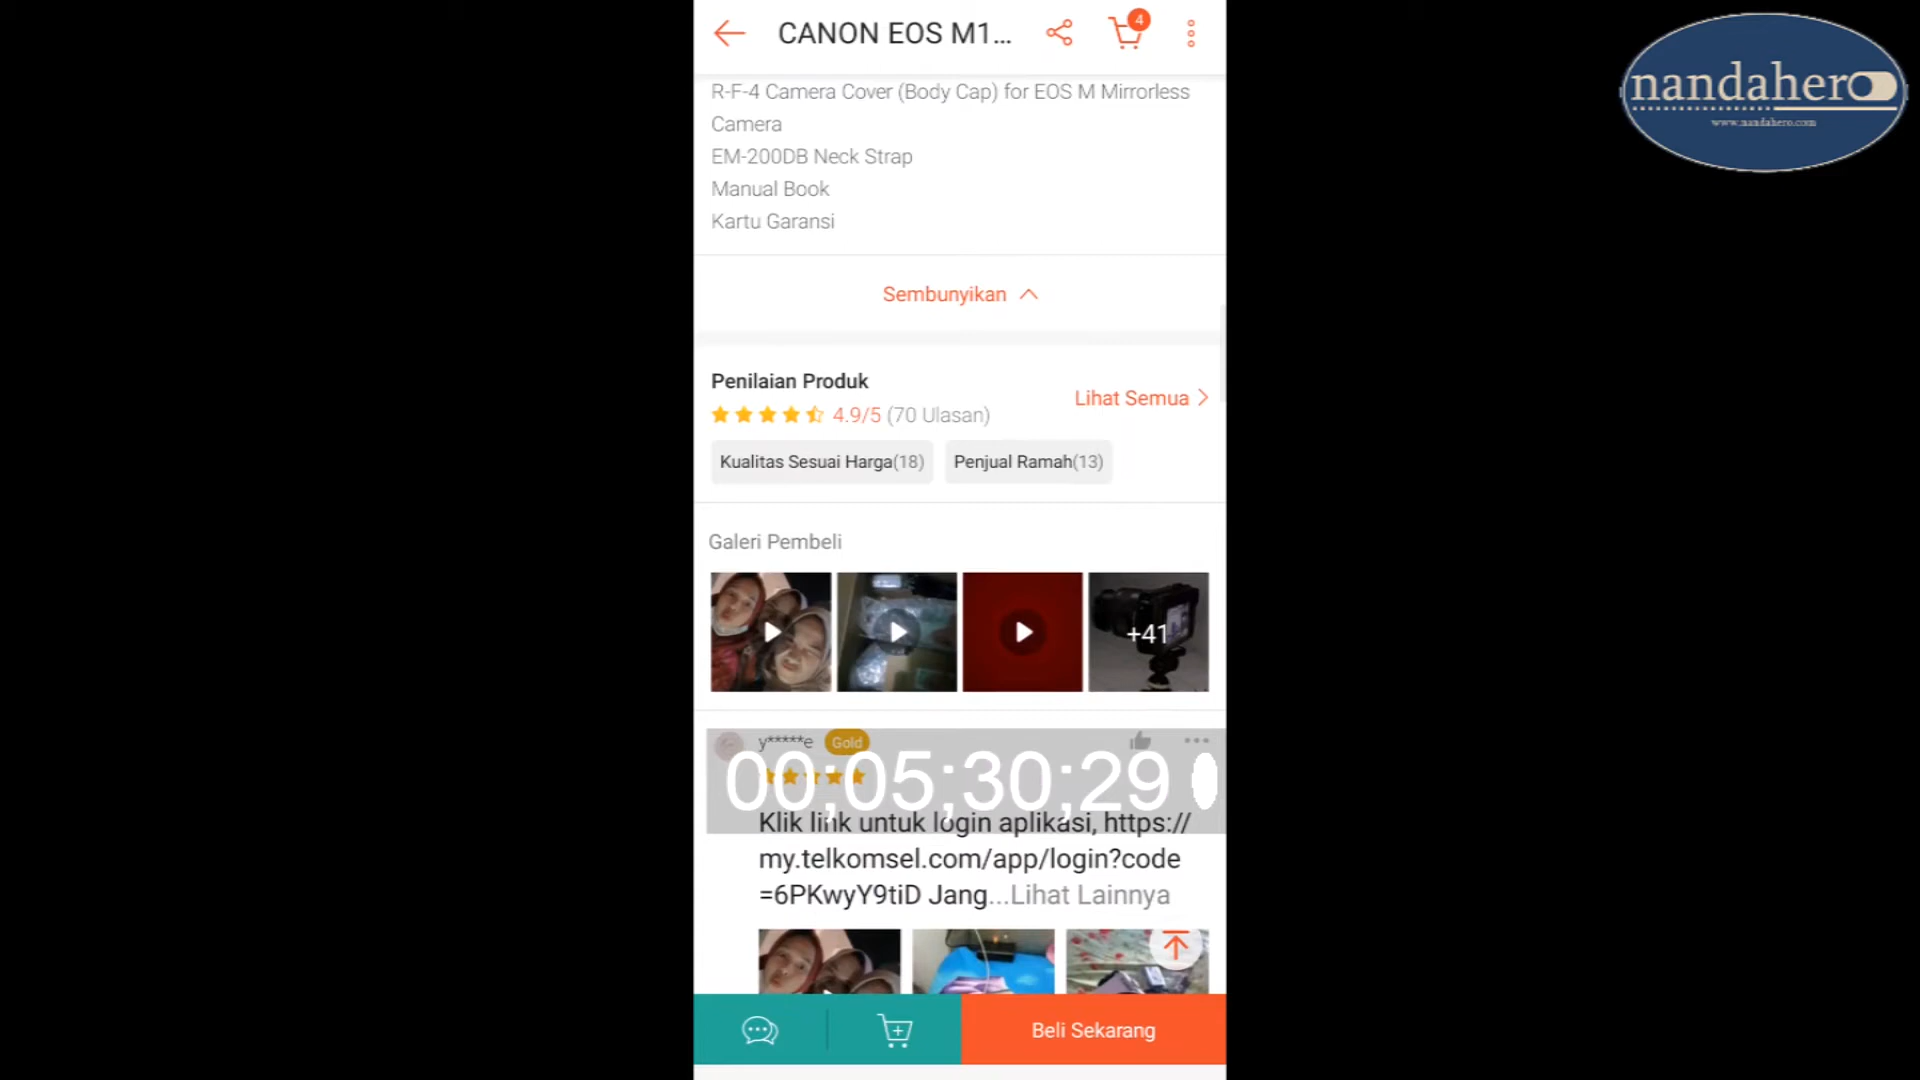 CANON EOS M1...
4
nandahero
www.nandahero.com
R-F-4 Camera Cover (Body Cap) for EOS M Mirrorless
Camera
EM-200DB Neck Strap
Manual Book
Kartu Garansi
Sembunyikan
Penilaian Produk
Lihat Semua
4.9/5 (70 Ulasan)
Kualitas Sesuai Harga(18)
Penjual Ramah(13)
Galeri Pembeli
+41
y*****e Gold
00;05;30;29
Klik link untuk login aplikasi, https://
my.telkomsel.com/app/login?code
=6PKwyY9tiD Jang...Lihat Lainnya
Beli Sekarang